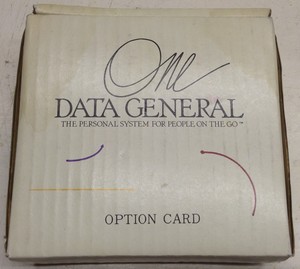 One
DATA GENERAL
THE PERSONAL SYSTEM FOR PEOPLE ON THE GO™
OPTION CARD